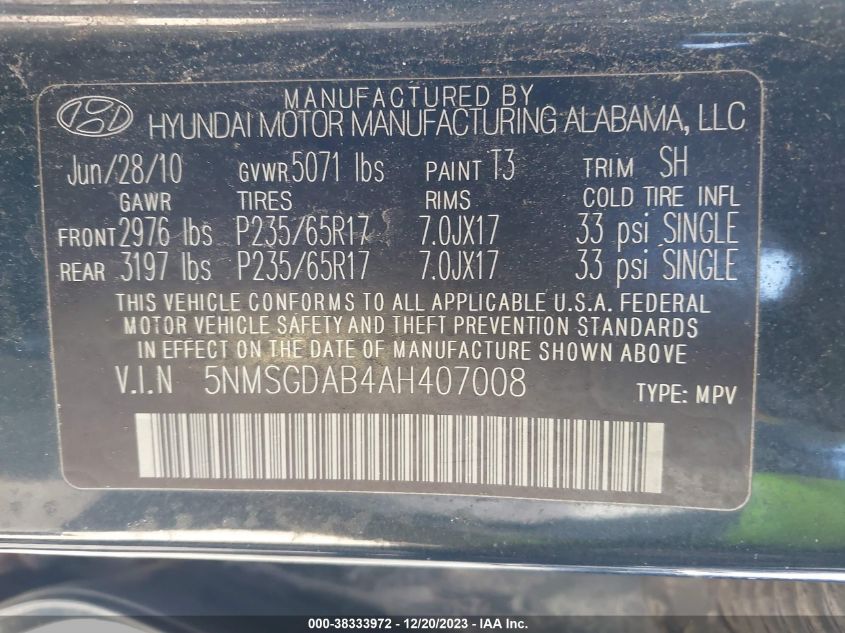 MANUFACTURED BY
HYUNDAI MOTOR MANUFACTURING ALABAMA, LLC
Jun/28/10 GVWR 5071 lbs PAINT T3 TRIM SH
GAWR TIRES RIMS COLD TIRE INFL
FRONT 2976 lbs P235/65R17 7.0JX17 33 psi SINGLE
REAR 3197 lbs P235/65R17 7.0JX17 33 psi SINGLE
THIS VEHICLE CONFORMS TO ALL APPLICABLE U.S.A. FEDERAL
MOTOR VEHICLE SAFETY AND THEFT PREVENTION STANDARDS
IN EFFECT ON THE DATE OF MANUFACTURE SHOWN ABOVE
V.I.N 5NMSGDAB4AH407008 TYPE: MPV
000-38333972 - 12/20/2023 - Copart, Inc.